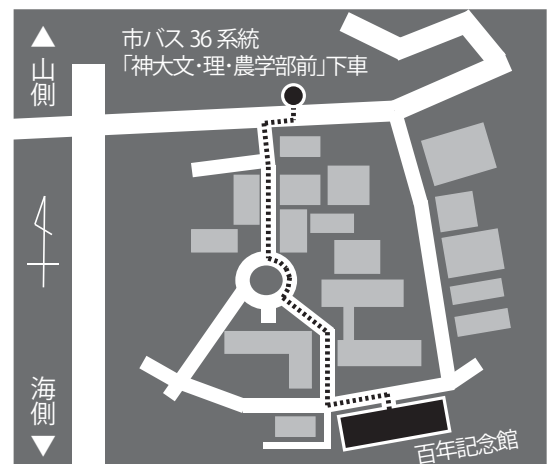 ▲
山側
市バス 36 系統
「神大文・理・農学部前」下車
海側
▼
百年記念館